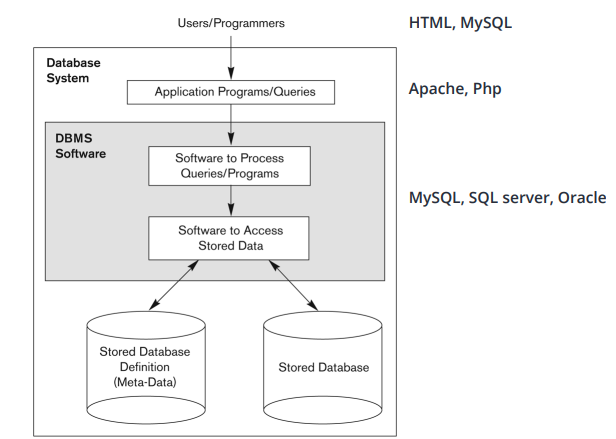 Users/Programmers
HTML, MySQL
Database
System
Application Programs/Queries
Apache, Php
DBMS
Software
Software to Process
Queries/Programs
MySQL, SQL server, Oracle
Software to Access
Stored Data
Stored Database
Definition
(Meta-Data)
Stored Database